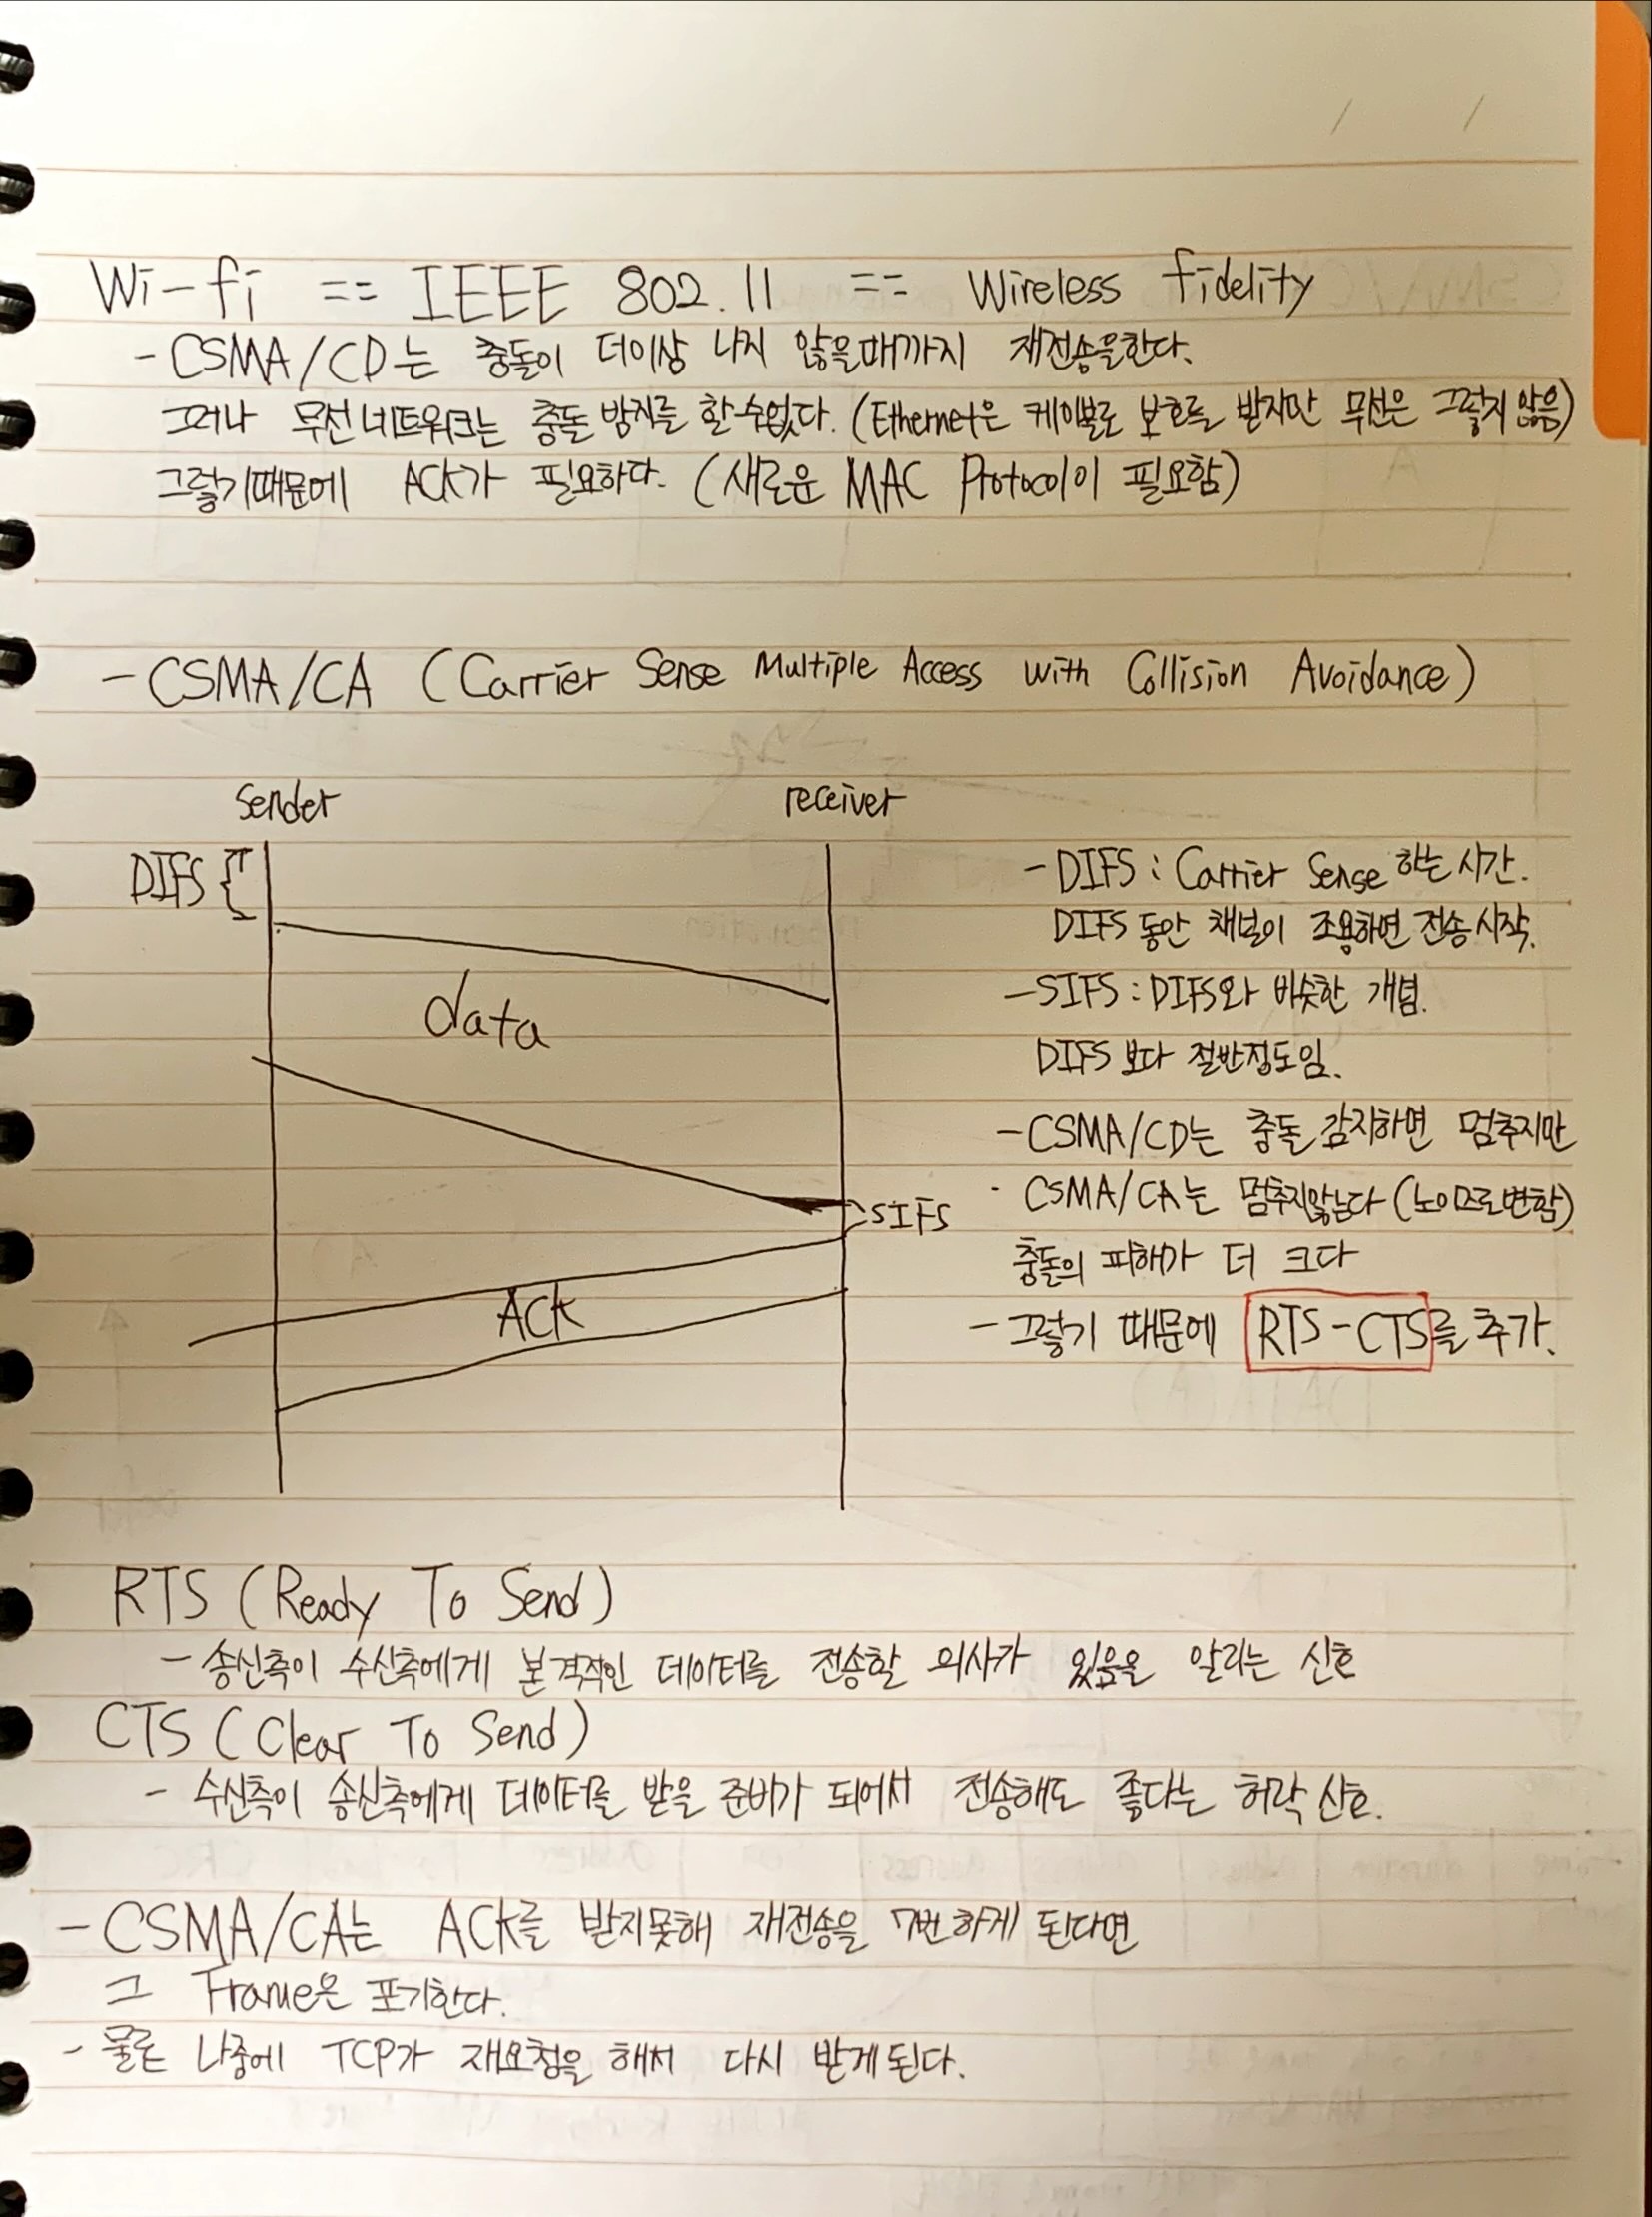 Wi-fi == IEEE 802.11 == Wireless fidelity
- CSMA/CD는 충돌이 더이상 나지 않을때까지 재전송을한다.
그러나 무선네트워크는 충돌 방지를 할수없다. (Ethernet은 케이블로 보호를 받지만 무선은 그렇지 않음)
그렇기때문에 ACK가 필요하다. (새로운 MAC Protocol이 필요함)
- CSMA/CA (Carrier Sense Multiple Access with Collision Avoidance)
sender receiver
DIFS
data
SIFS
ACK
- DIFS : Carrier Sense 하는 시간.
DIFS 동안 채널이 조용하면 전송 시작.
- SIFS : DIFS와 비슷한 개념.
DIFS 보다 절반정도임.
- CSMA/CD는 충돌 감지하면 멈추지만
- CSMA/CA는 멈추지않는다 (노이즈로변함)
충돌의 피해가 더 크다
- 그렇기 때문에 RTS-CTS를 추가.
RTS (Ready To Send)
- 송신측이 수신측에게 본격적인 데이터를 전송할 의사가 있음을 알리는 신호
CTS (Clear To Send)
- 수신측이 송신측에게 데이터를 받을 준비가 되어서 전송해도 좋다는 허락 신호.
- CSMA/CA는 ACK를 받지못해 재전송을 7번 하게 된다면
그 Frame은 포기한다.
- 물론 나중에 TCP가 재요청을 해서 다시 받게된다.